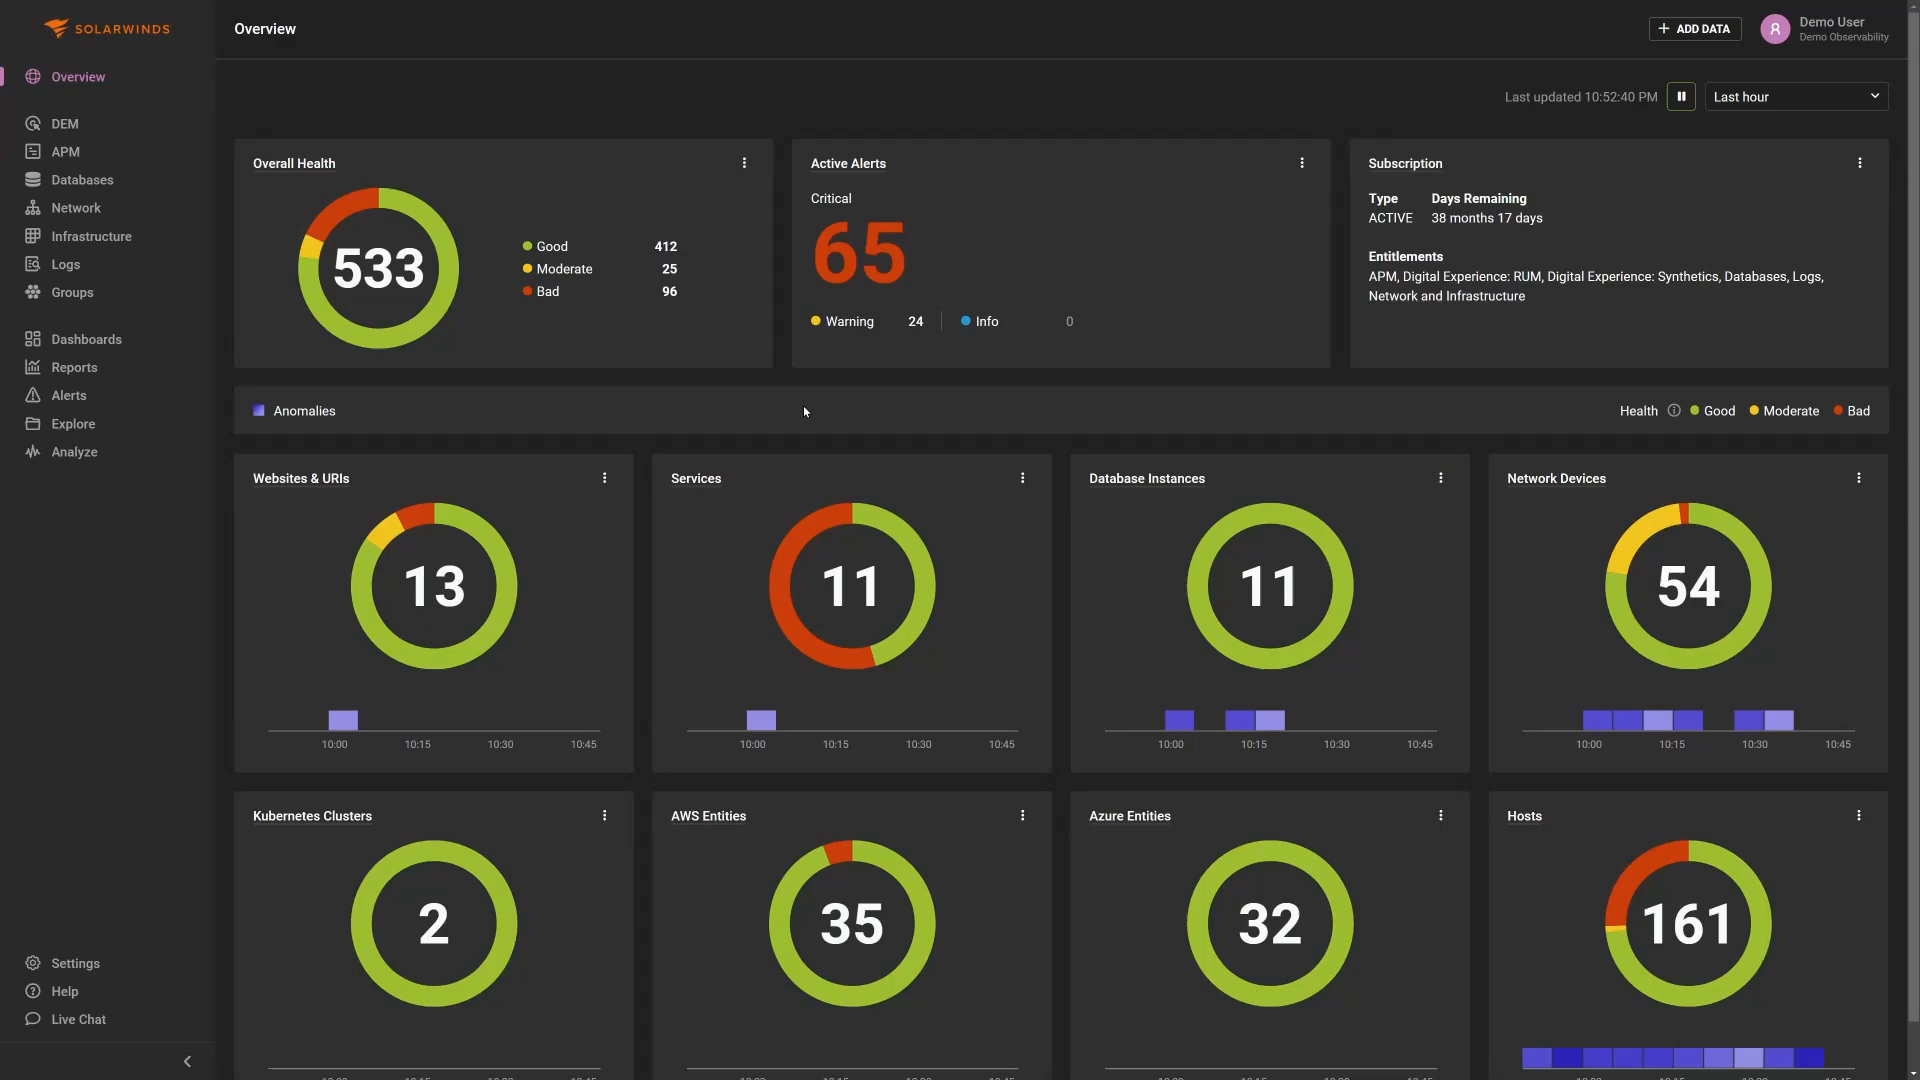 SOLARWINDS
Overview
ADD DATA
Demo User
Demo Observability
Overview
DEM
APM
Databases
Network
Infrastructure
Logs
Groups
Dashboards
Reports
Alerts
Explore
Analyze
Settings
Help
Live Chat
Last updated 10:52:40 PM
Last hour
Overall Health
533
Good 412
Moderate 25
Bad 96
Active Alerts
Critical
65
Warning 24
Info 0
Subscription
Type Days Remaining
ACTIVE 38 months 17 days
Entitlements
APM, Digital Experience: RUM, Digital Experience: Synthetics, Databases, Logs,
Network and Infrastructure
Anomalies
Health Good Moderate Bad
Websites & URIs
13
10:00 10:15 10:30 10:45
Services
11
10:00 10:15 10:30 10:45
Database Instances
11
10:00 10:15 10:30 10:45
Network Devices
54
10:00 10:15 10:30 10:45
Kubernetes Clusters
2
AWS Entities
35
Azure Entities
32
Hosts
161